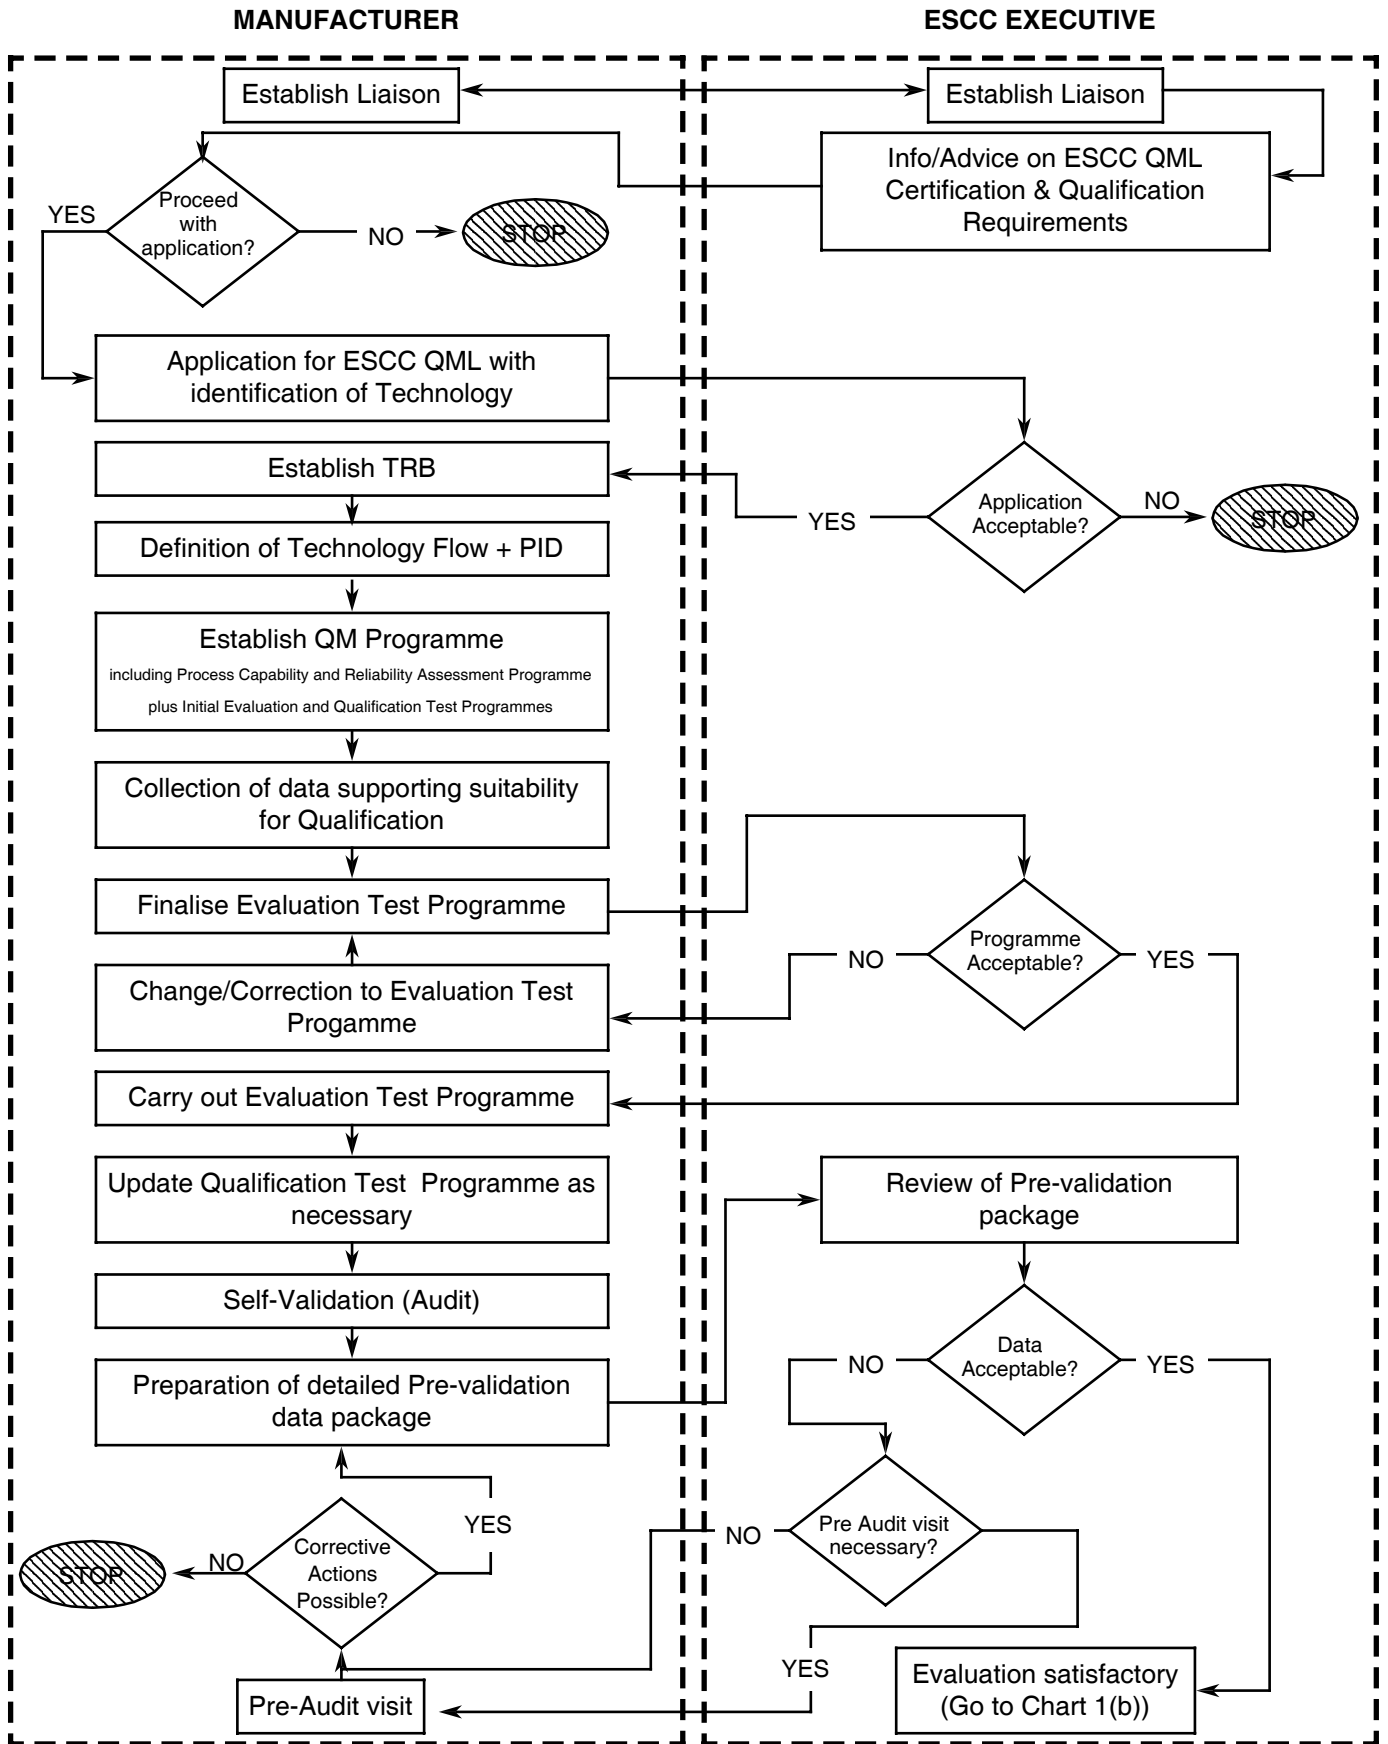 MANUFACTURER
ESCC EXECUTIVE
Establish Liaison
Establish Liaison
Info/Advice on ESCC QML
Certification & Qualification
Requirements
Proceed
with
application?
YES
NO
STOP
Application for ESCC QML with
identification of Technology
Establish TRB
Application
Acceptable?
YES
NO
STOP
Definition of Technology Flow + PID
Establish QM Programme
including Process Capability and Reliability Assessment Programme
plus Initial Evaluation and Qualification Test Programmes
Collection of data supporting suitability
for Qualification
Finalise Evaluation Test Programme
Programme
Acceptable?
NO
YES
Change/Correction to Evaluation Test
Progamme
Carry out Evaluation Test Programme
Update Qualification Test  Programme as
necessary
Review of Pre-validation
package
Self-Validation (Audit)
Data
Acceptable?
NO
YES
Preparation of detailed Pre-validation
data package
YES
Corrective
Actions
Possible?
NO
STOP
Pre Audit visit
necessary?
NO
YES
Pre-Audit visit
Evaluation satisfactory
(Go to Chart 1(b))